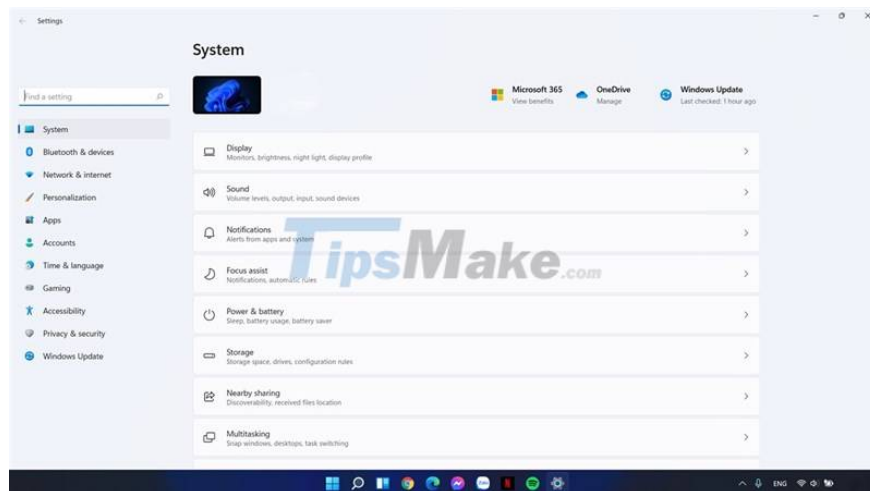 Settings
System
Find a setting
Microsoft 365
View benefits
OneDrive
Manage
Windows Update
Last checked: 1 hour ago
System
Bluetooth & devices
Network & internet
Personalization
Apps
Accounts
Time & language
Gaming
Accessibility
Privacy & security
Windows Update
Display
Monitors, brightness, night light, display profile
Sound
Volume levels, output, input, sound devices
Notifications
Alerts from apps and system
Focus assist
Notifications, automatic rules
Power & battery
Sleep, battery usage, battery saver
Storage
Storage space, drives, configuration rules
Nearby sharing
Discoverability, received files location
Multitasking
Snap windows, desktops, task switching
TipsMake.com
ENG